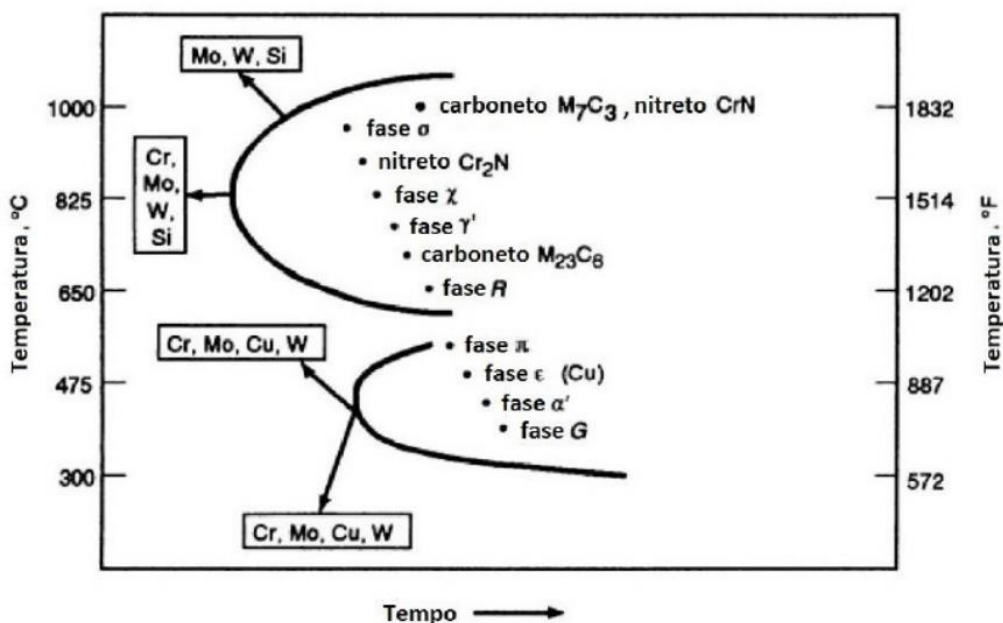 Mo, W, Si
1000
carboneto M7C3, nitreto CrN
1832
fase σ
Cr,
Mo,
W,
Si
nitreto Cr2N
825
fase χ
1514
fase γ'
carboneto M23C6
650
fase R
1202
Cr, Mo, Cu, W
fase π
475
fase ε (Cu)
887
fase α'
fase G
300
572
Cr, Mo, Cu, W
Temperatura, °C
Temperatura, °F
Tempo